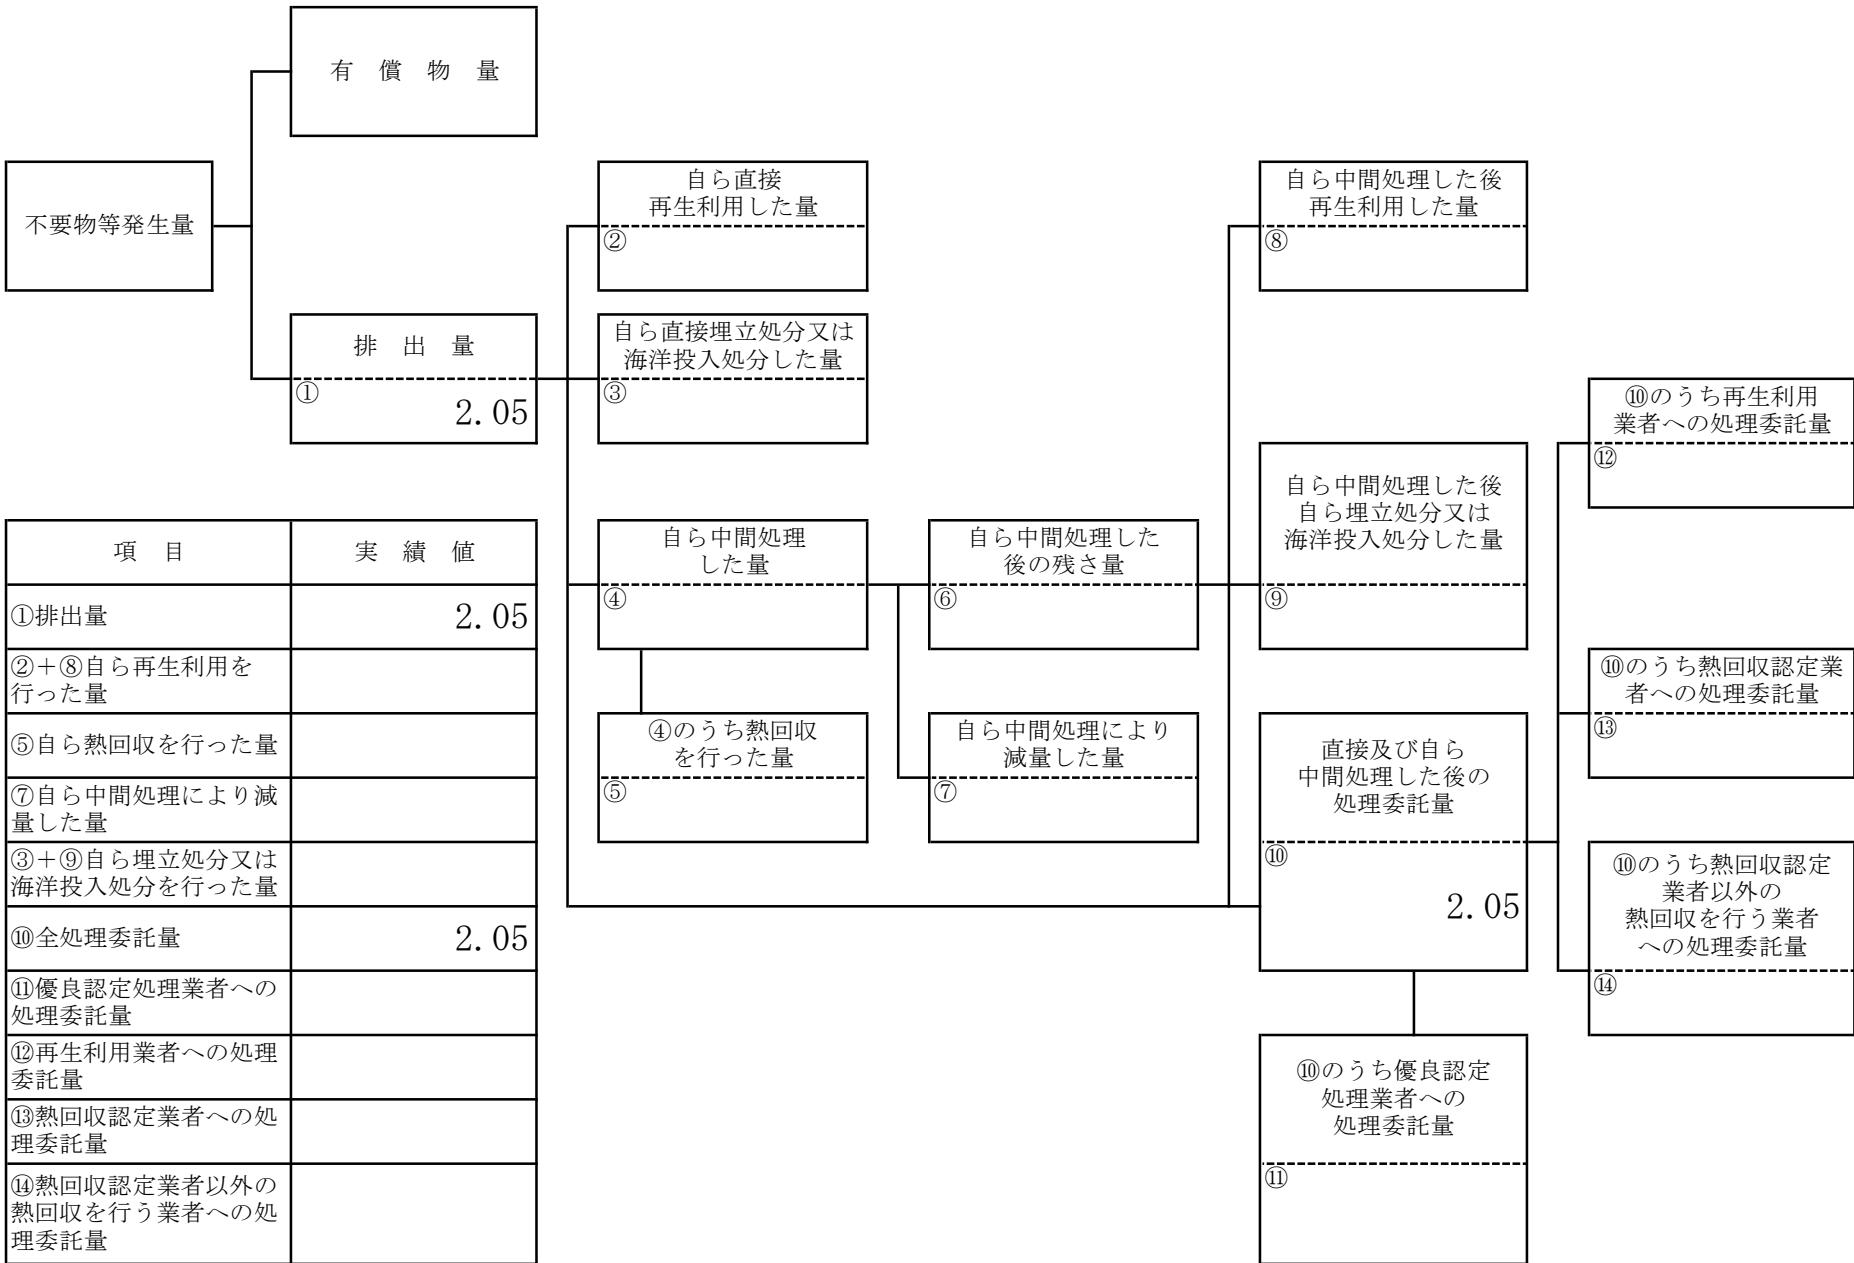 有 償 物 量
不要物等発生量
自ら直接
再生利用した量
②
自ら中間処理した後
再生利用した量
⑧
排 出 量
①
2.05
自ら直接埋立処分又は
海洋投入処分した量
③
⑩のうち再生利用
業者への処理委託量
⑫
自ら中間処理した後
自ら埋立処分又は
海洋投入処分した量
⑨
自ら中間処理
した量
④
自ら中間処理した
後の残さ量
⑥
⑩のうち熱回収認定業
者への処理委託量
⑬
④のうち熱回収
を行った量
⑤
自ら中間処理により
減量した量
⑦
直接及び自ら
中間処理した後の
処理委託量
⑩
2.05
⑩のうち熱回収認定
業者以外の
熱回収を行う業者
への処理委託量
⑭
⑩のうち優良認定
処理業者への
処理委託量
⑪
項 目 実 績 値
①排出量 2.05
②+⑧自ら再生利用を
行った量
⑤自ら熱回収を行った量
⑦自ら中間処理により減
量した量
③+⑨自ら埋立処分又は
海洋投入処分を行った量
⑩全処理委託量 2.05
⑪優良認定処理業者への
処理委託量
⑫再生利用業者への処理
委託量
⑬熱回収認定業者への処
理委託量
⑭熱回収認定業者以外の
熱回収を行う業者への処
理委託量